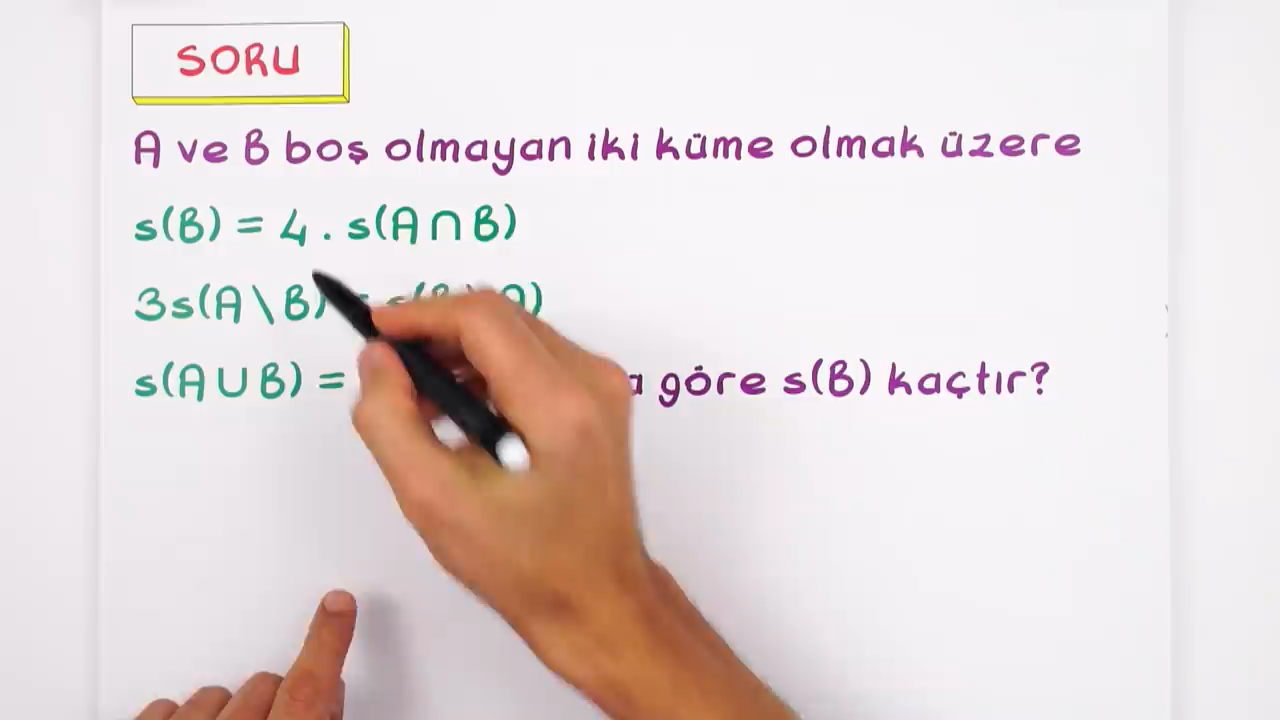 SORU
A ve B boş olmayan iki küme olmak üzere
s(B) = 4 . s(A∩B)
3s(A\B)
s(A∪B) = göre s(B) kaçtır?